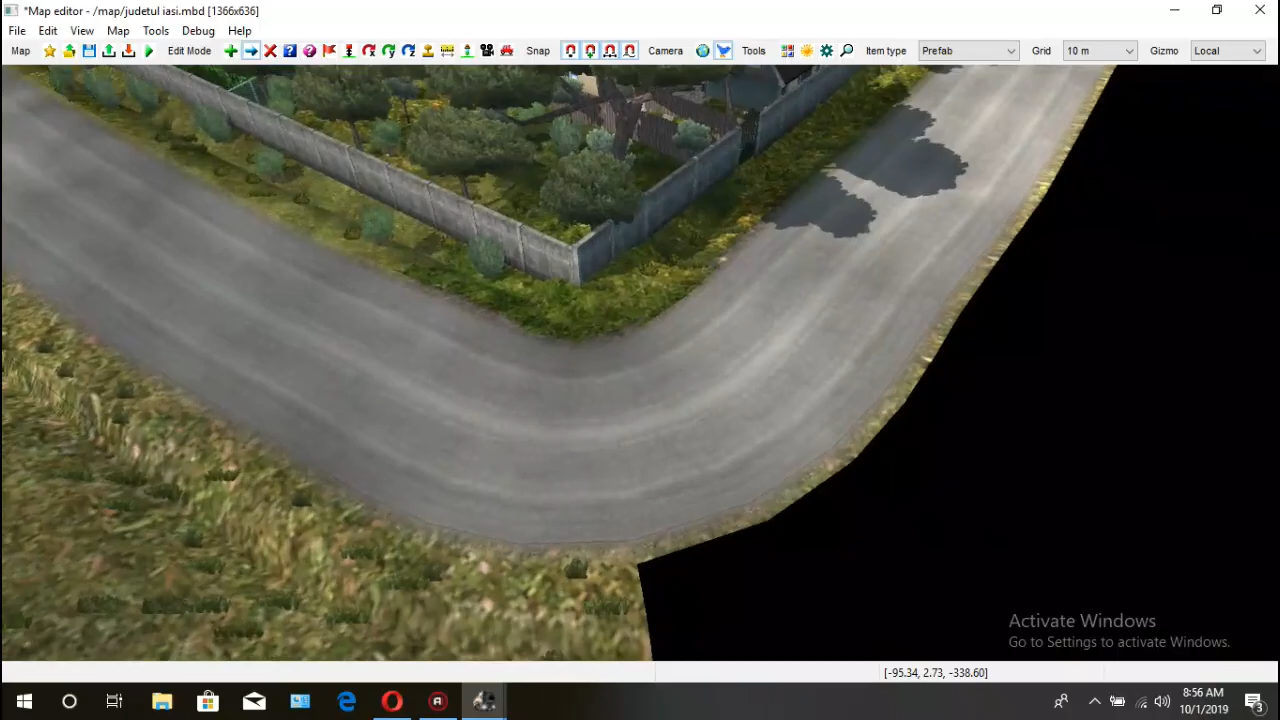 *Map editor - /map/judetul iasi.mbd [1366x636]
File Edit View Map Tools Debug Help
Map Edit Mode Snap Camera Tools Item type Prefab Grid 10 m Gizmo Local
Activate Windows
Go to Settings to activate Windows.
[-95.34, 2.73, -338.60]
8:56 AM
10/1/2019
3